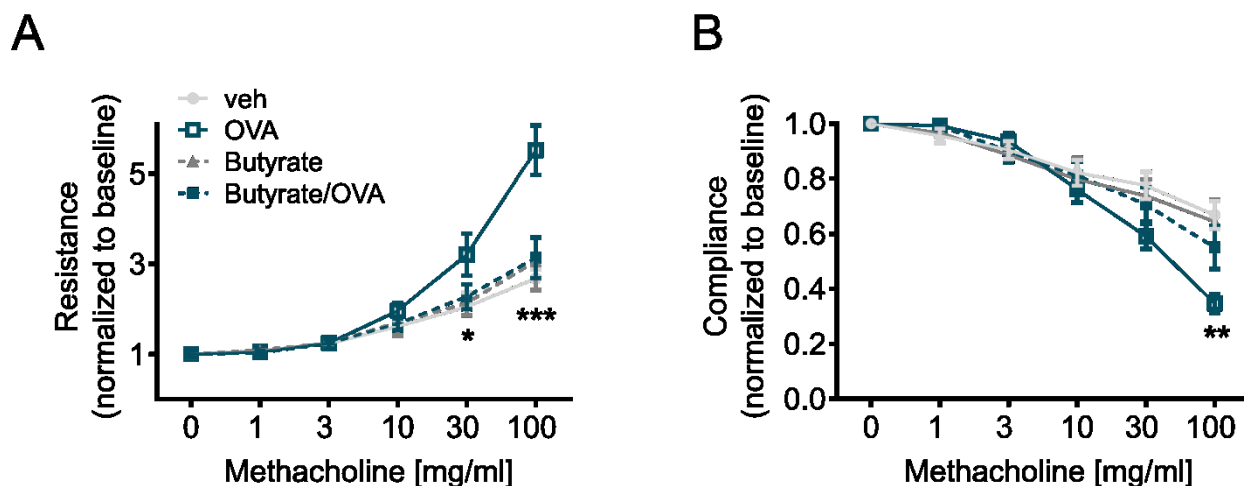 A
Resistance
(normalized to baseline)
veh
OVA
Butyrate
Butyrate/OVA
5
3
1
*
***
0 1 3 10 30 100
Methacholine [mg/ml]
B
Compliance
(normalized to baseline)
1.0
0.8
0.6
0.4
0.2
0.0
**
0 1 3 10 30 100
Methacholine [mg/ml]